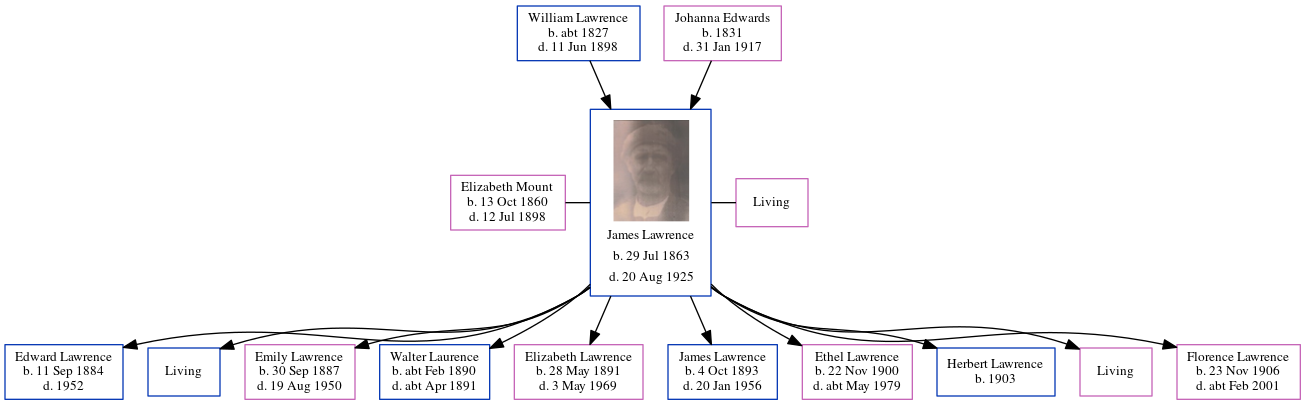 William Lawrence
b. abt 1827
d. 11 Jun 1898
Johanna Edwards
b. 1831
d. 31 Jan 1917
Elizabeth Mount
b. 13 Oct 1860
d. 12 Jul 1898
James Lawrence
b. 29 Jul 1863
d. 20 Aug 1925
Living
Edward Lawrence
b. 11 Sep 1884
d. 1952
Living
Emily Lawrence
b. 30 Sep 1887
d. 19 Aug 1950
Walter Laurence
b. abt Feb 1890
d. abt Apr 1891
Elizabeth Lawrence
b. 28 May 1891
d. 3 May 1969
James Lawrence
b. 4 Oct 1893
d. 20 Jan 1956
Ethel Lawrence
b. 22 Nov 1900
d. abt May 1979
Herbert Lawrence
b. 1903
Living
Florence Lawrence
b. 23 Nov 1906
d. abt Feb 2001